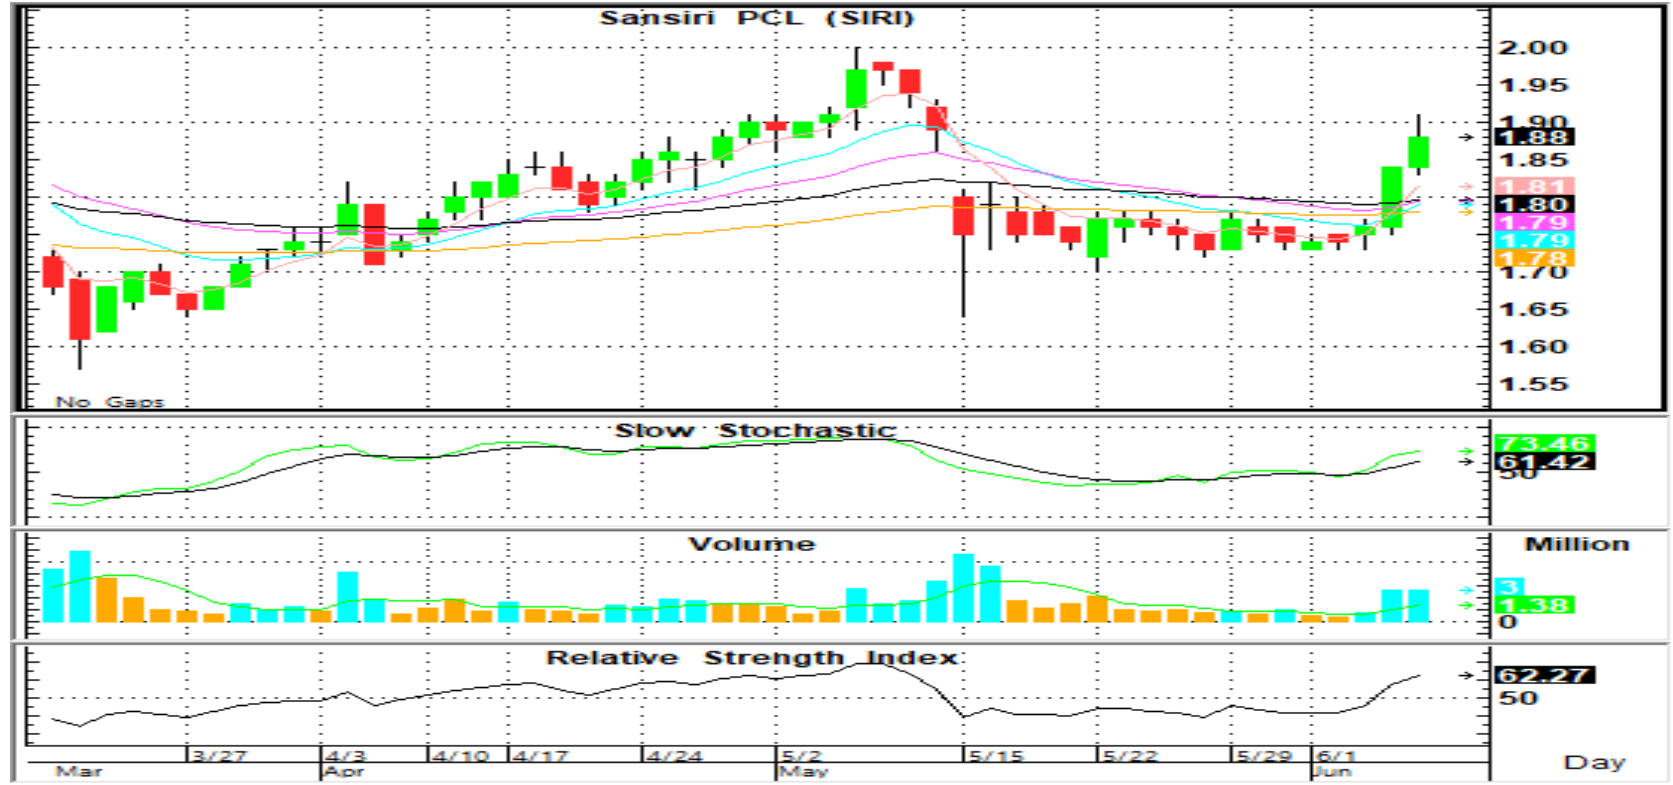 Sansiri PCL (SIRI)
2.00
1.95
1.90
1.88
1.85
1.81
1.80
1.79
1.79
1.78
1.70
1.65
1.60
1.55
No Gaps
Slow Stochastic
73.46
61.42
50
Volume
Million
3
1.38
0
Relative Strength Index
62.27
50
3/27 4/3 4/10 4/17 4/24 5/2 5/15 5/22 5/29 6/1
Mar Apr May Jun
Day